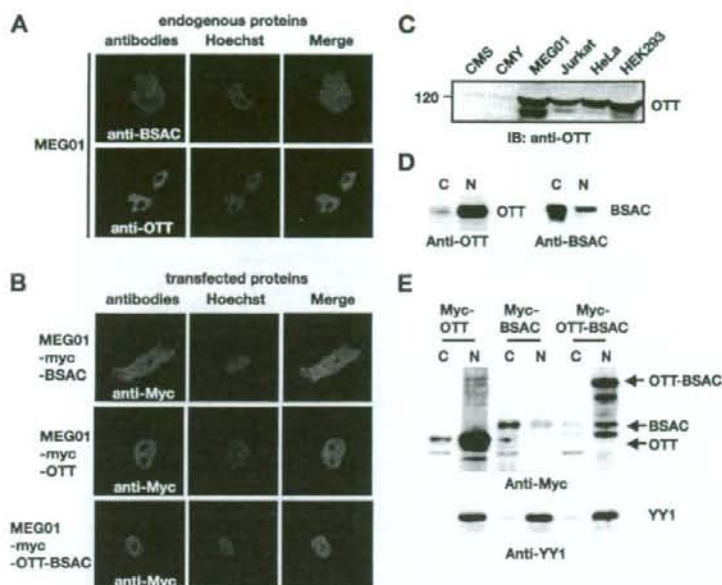 A
endogenous proteins
antibodies Hoechst Merge
MEG01
anti-BSAC
anti-OTT
B
transfected proteins
antibodies Hoechst Merge
MEG01
-myc
-BSAC
anti-Myc
MEG01
-myc
-OTT
anti-Myc
MEG01
-myc
-OTT-BSAC
anti-Myc
C
CMS CMY MEG01 Jurkat HeLa HEK293
120
OTT
IB: anti-OTT
D
C N C N
OTT BSAC
Anti-OTT Anti-BSAC
E
Myc-OTT Myc-BSAC Myc-OTT-BSAC
C N C N C N
OTT-BSAC
BSAC
OTT
Anti-Myc
YY1
Anti-YY1